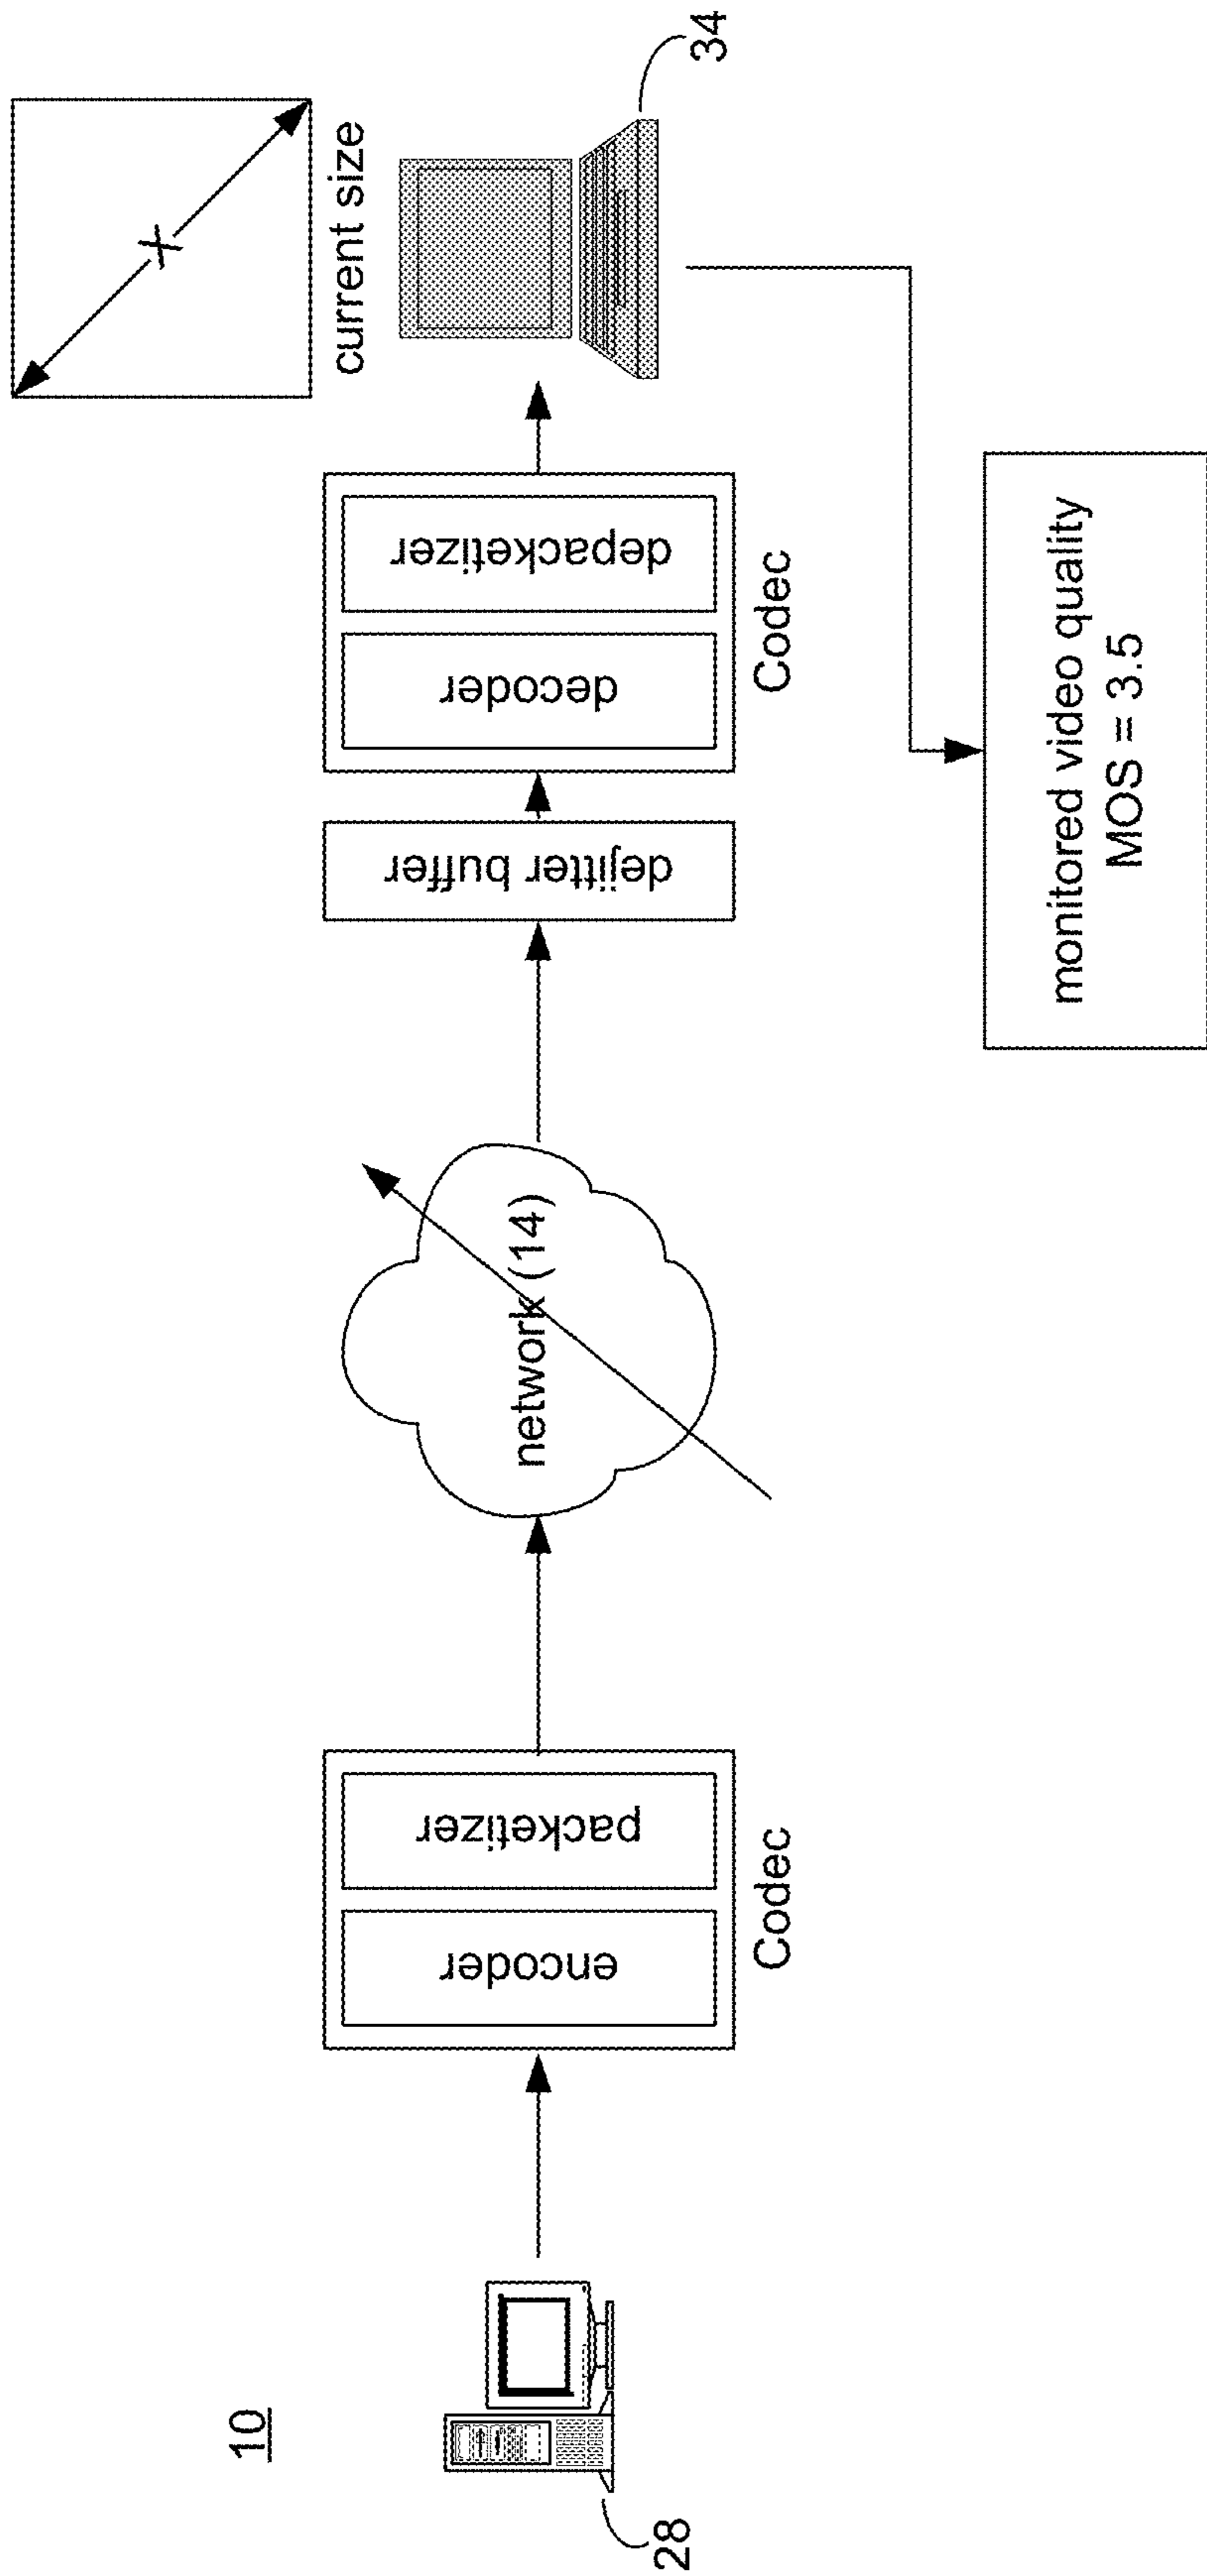 10
28
encoder
packetizer
Codec
network (14)
dejitter buffer
decoder
depacketizer
Codec
X
current size
34
monitored video quality
MOS = 3.5